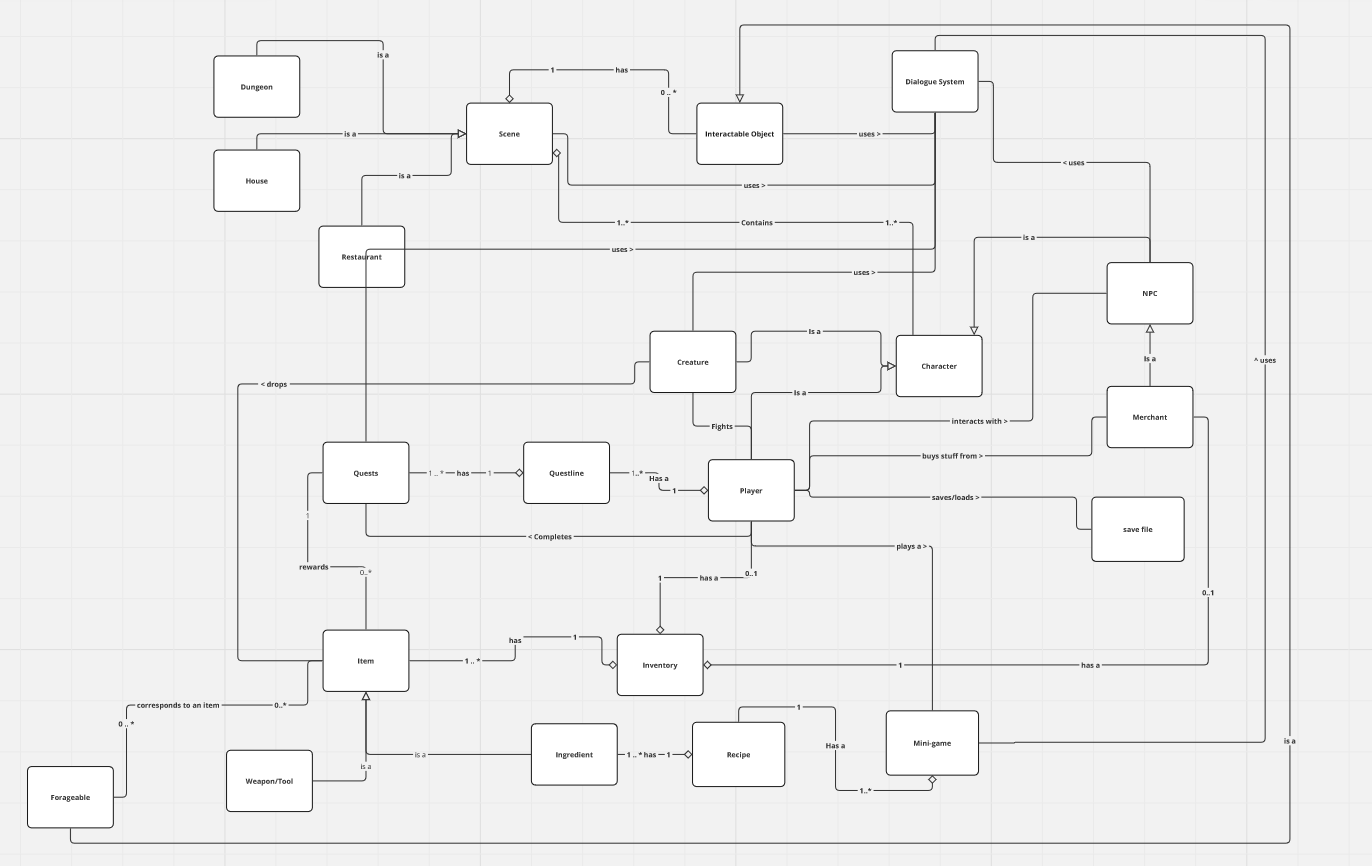 is a
Dungeon
1
has
0 .. *
Dialogue System
Scene
Interactable Object
is a
uses >
House
is a
< uses
uses >
1..*
Contains
1..*
is a
uses >
Restaurant
uses >
NPC
Is a
Creature
Character
Is a
^ uses
< drops
Is a
Merchant
Fights
interacts with >
buys stuff from >
Quests
1 .. *
has
1
Questline
1..*
Has a
1
Player
saves/loads >
save file
1
< Completes
plays a >
rewards
0..*
0..1
1
has a
0..1
has
1
Item
1 .. *
Inventory
1
has a
corresponds to an item
0..*
0 .. *
1
is a
Has a
Mini-game
is a
Ingredient
1 .. *
has
1
Recipe
is a
Weapon/Tool
1..*
Forageable